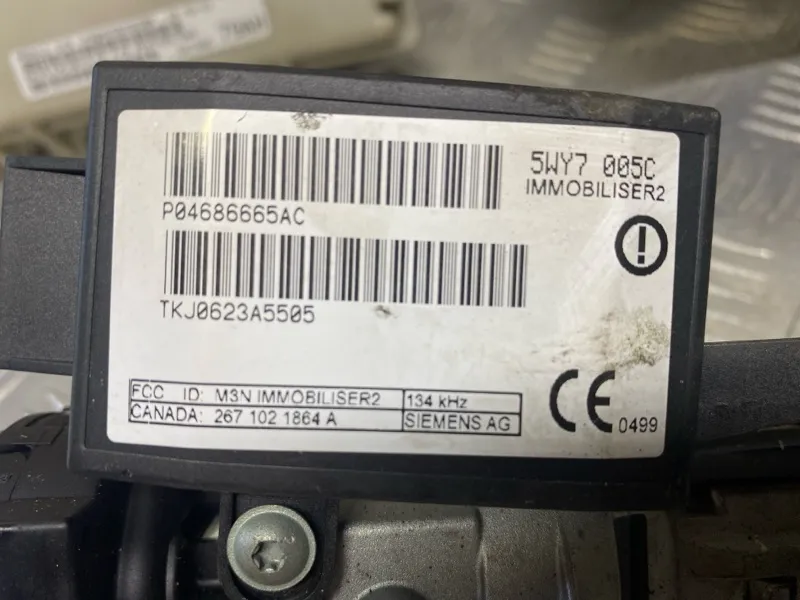 5WY7 005C
IMMOBILISER2
P04686665AC
TKJ0623A5505
FCC ID: M3N IMMOBILISER2
134 kHz
CANADA: 267 102 1864 A
SIEMENS AG
CE 0499